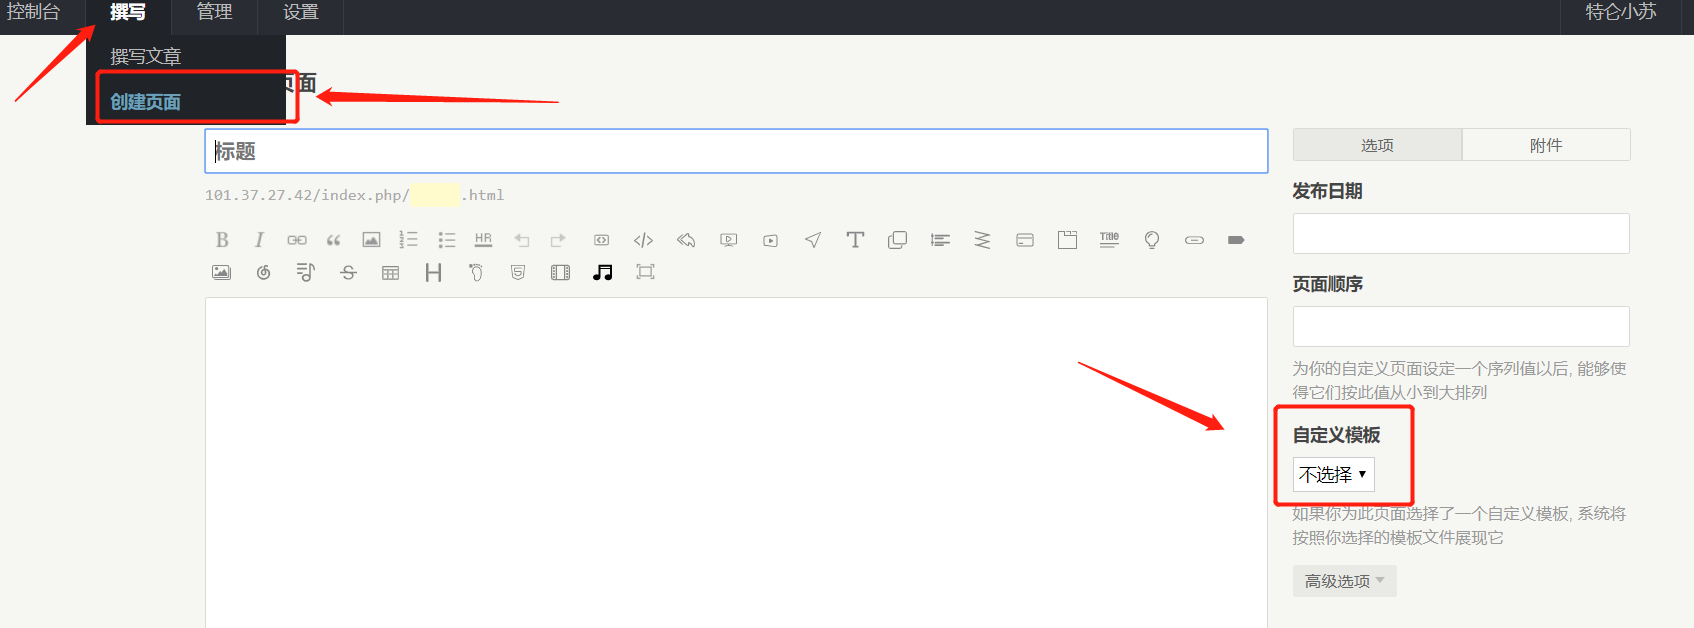 控制台 撰写 管理 设置 特仑小苏
撰写文章
页面
创建页面
标题
101.37.27.42/index.php/ .html
选项 附件
发布日期
B I HR T Title
H
页面顺序
为你的自定义页面设定一个序列值以后, 能够使
得它们按此值从小到大排列
自定义模板
不选择
如果你为此页面选择了一个自定义模板, 系统将
按照你选择的模板文件展现它
高级选项